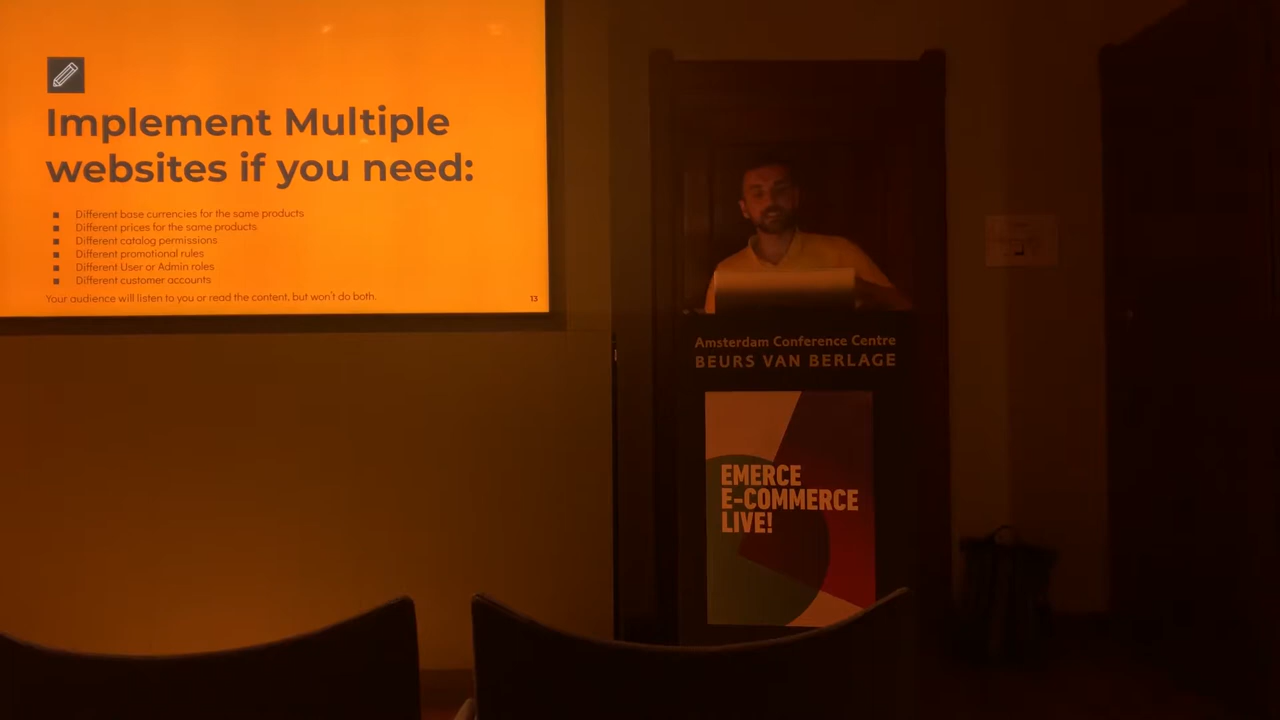 Implement Multiple
websites if you need:
Different base currencies for the same products
Different prices for the same products.
Different catalog permissions
Different promotional rules
Different User or Admin roles
Different customer accounts
Your audience will listen to you or read the content, but won't do both.
13
Amsterdam Conference Centre
BEURS VAN BERLAGE
EMERCE
E-COMMERCE
LIVE!